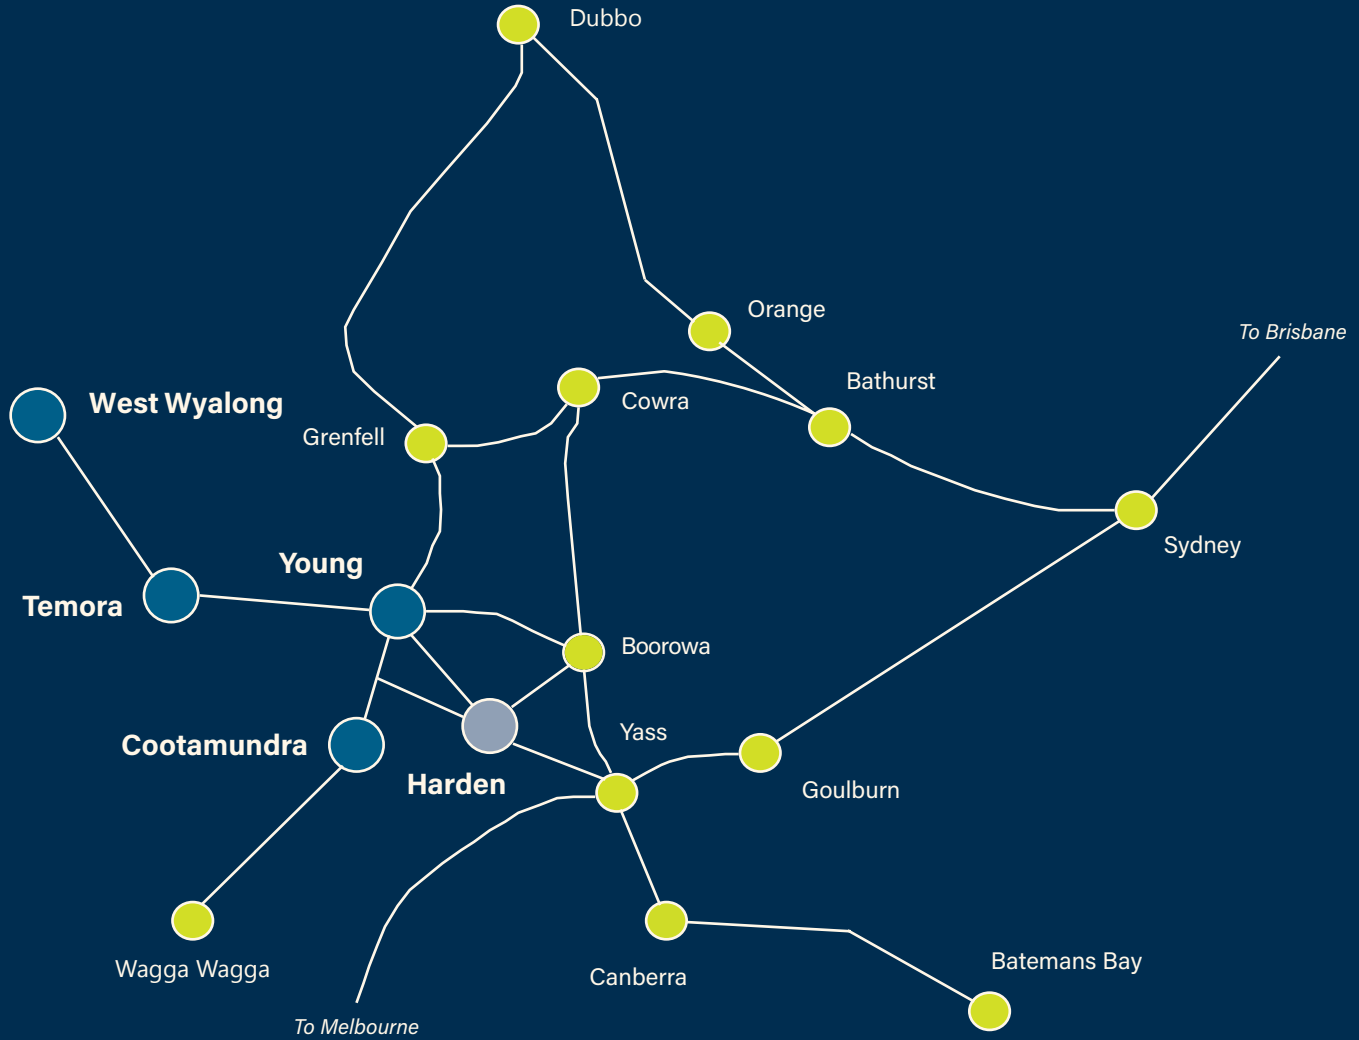 Dubbo
Orange
To Brisbane
Bathurst
West Wyalong
Cowra
Grenfell
Sydney
Young
Temora
Boorowa
Yass
Cootamundra
Harden
Goulburn
Wagga Wagga
Canberra
Batemans Bay
To Melbourne